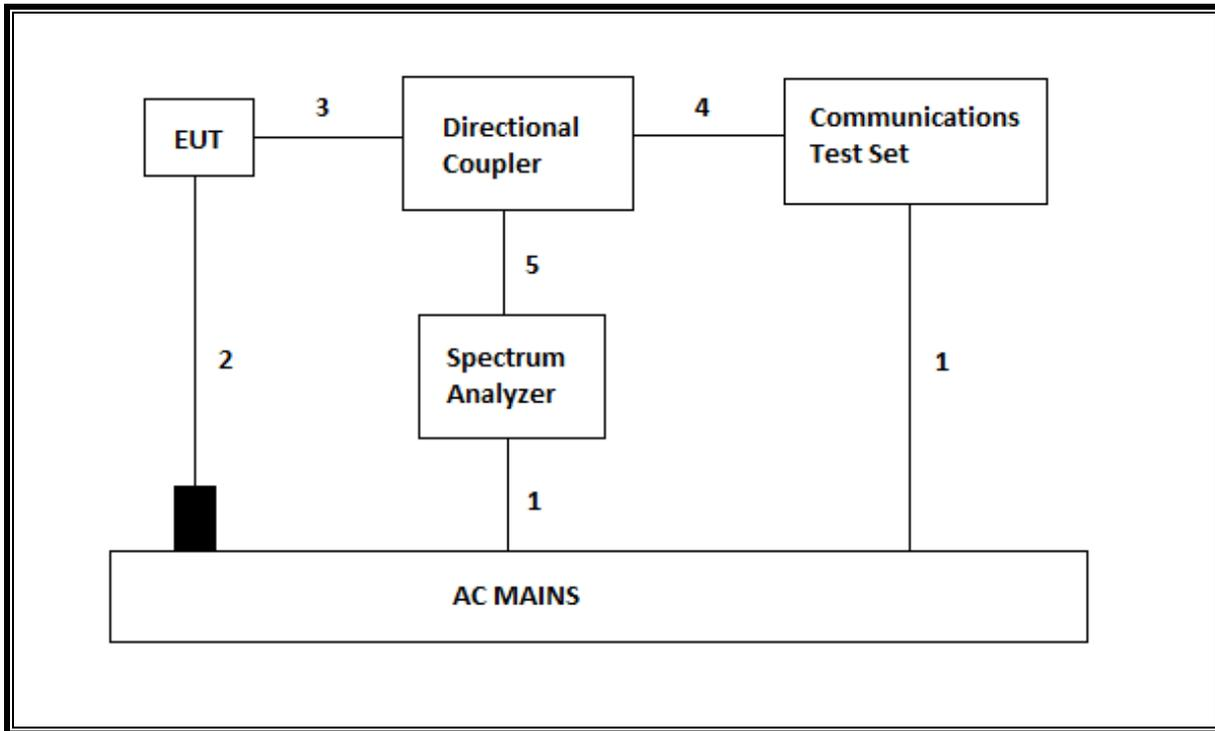 EUT
3
Directional
Coupler
4
Communications
Test Set
5
2
Spectrum
Analyzer
1
1
AC MAINS